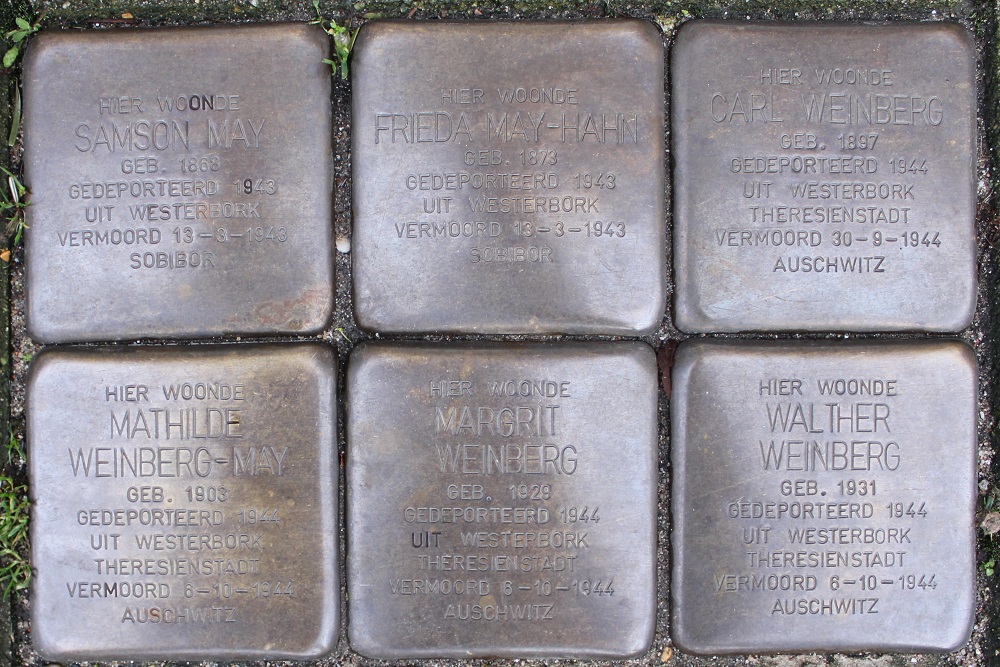 HIER WOONDE
SAMSON MAY
GEB. 1868
GEDEPORTEERD 1943
UIT WESTERBORK
VERMOORD 13-3-1943
SOBIBOR
HIER WOONDE
FRIEDA MAY-HAHN
GEB. 1873
GEDEPORTEERD 1943
UIT WESTERBORK
VERMOORD 13-3-1943
SOBIBOR
HIER WOONDE
CARL WEINBERG
GEB. 1897
GEDEPORTEERD 1944
UIT WESTERBORK
THERESIENSTADT
VERMOORD 30-9-1944
AUSCHWITZ
HIER WOONDE
MATHILDE
WEINBERG-MAY
GEB. 1903
GEDEPORTEERD 1944
UIT WESTERBORK
THERESIENSTADT
VERMOORD 6-10-1944
AUSCHWITZ
HIER WOONDE
MARGRIT
WEINBERG
GEB. 1929
GEDEPORTEERD 1944
UIT WESTERBORK
THERESIENSTADT
VERMOORD 6-10-1944
AUSCHWITZ
HIER WOONDE
WALTHER
WEINBERG
GEB. 1931
GEDEPORTEERD 1944
UIT WESTERBORK
THERESIENSTADT
VERMOORD 6-10-1944
AUSCHWITZ